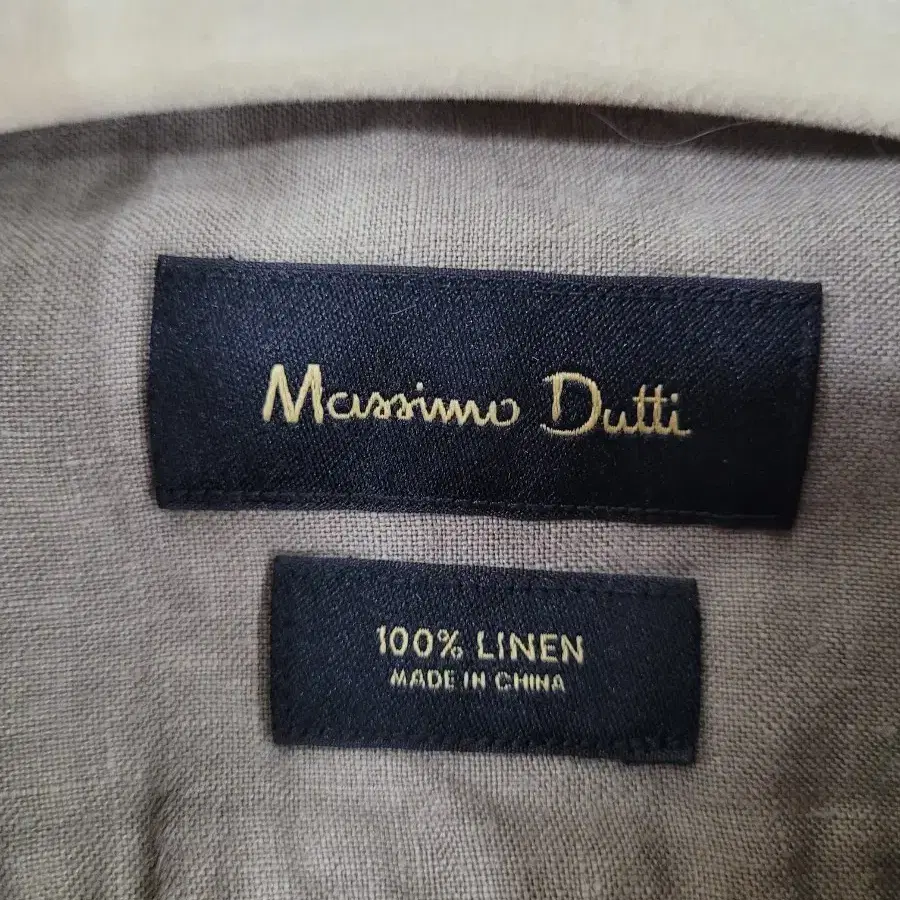 Massimo Dutti
100% LINEN
MADE IN CHINA